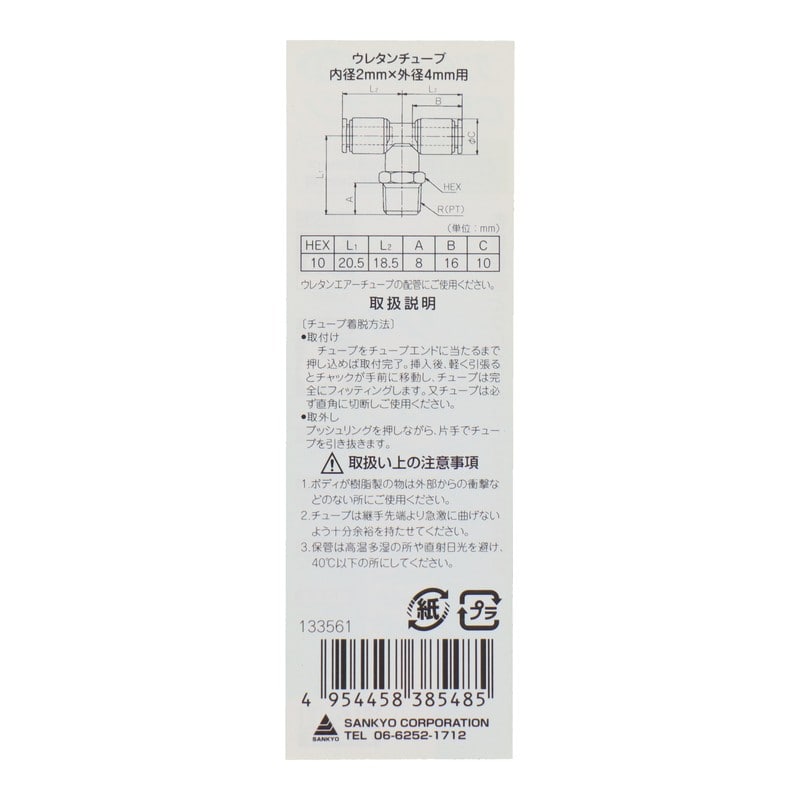 ウレタンチューブ
内径2mm×外径4mm用
L₂ L₂
B
φC
L₁
A
HEX
R(PT)
(単位:mm)
HEX L₁ L₂ A B C
10 20.5 18.5 8 16 10
ウレタンエアーチューブの配管にご使用ください。
取扱説明
〔チューブ着脱方法〕
●取付け
チューブをチューブエンドに当たるまで
押し込めば取付完了。挿入後、軽く引張る
とチャックが手前に移動し、チューブは完
全にフィッティングします。又チューブは必
ず直角に切断しご使用ください。
●取外し
プッシュリングを押しながら、片手でチュー
ブを引き抜きます。
取扱い上の注意事項
1.ボディが樹脂製の物は外部からの衝撃な
どのない所にご使用ください。
2.チューブは継手先端より急激に曲げない
よう十分余裕を持たせてください。
3.保管は高温多湿の所や直射日光を避け、
40℃以下の所にしてください。
紙 プラ
133561
4 954458 385485
SANKYO
SANKYO CORPORATION
TEL 06-6252-1712